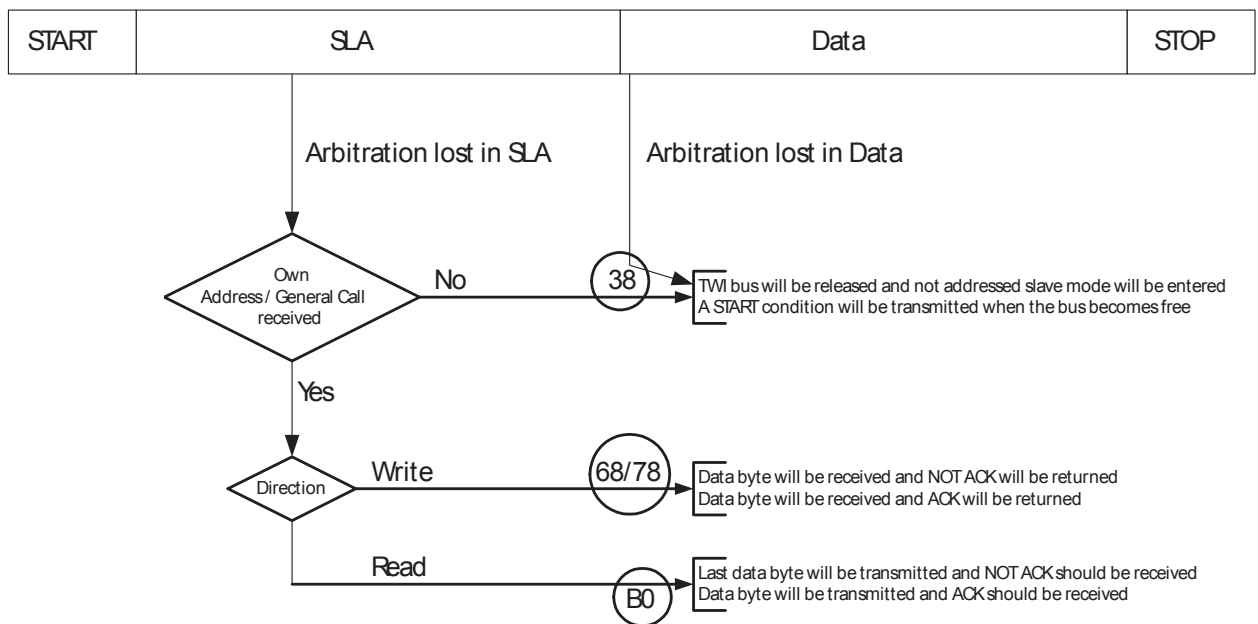 START SLA Data STOP
Arbitration lost in SLA Arbitration lost in Data
Own
Address / General Call
received
No
38
TWI bus will be released and not addressed slave mode will be entered
A START condition will be transmitted when the bus becomes free
Yes
Direction
Write
68/78
Data byte will be received and NOT ACK will be returned
Data byte will be received and ACK will be returned
Read
B0
Last data byte will be transmitted and NOT ACK should be received
Data byte will be transmitted and ACK should be received